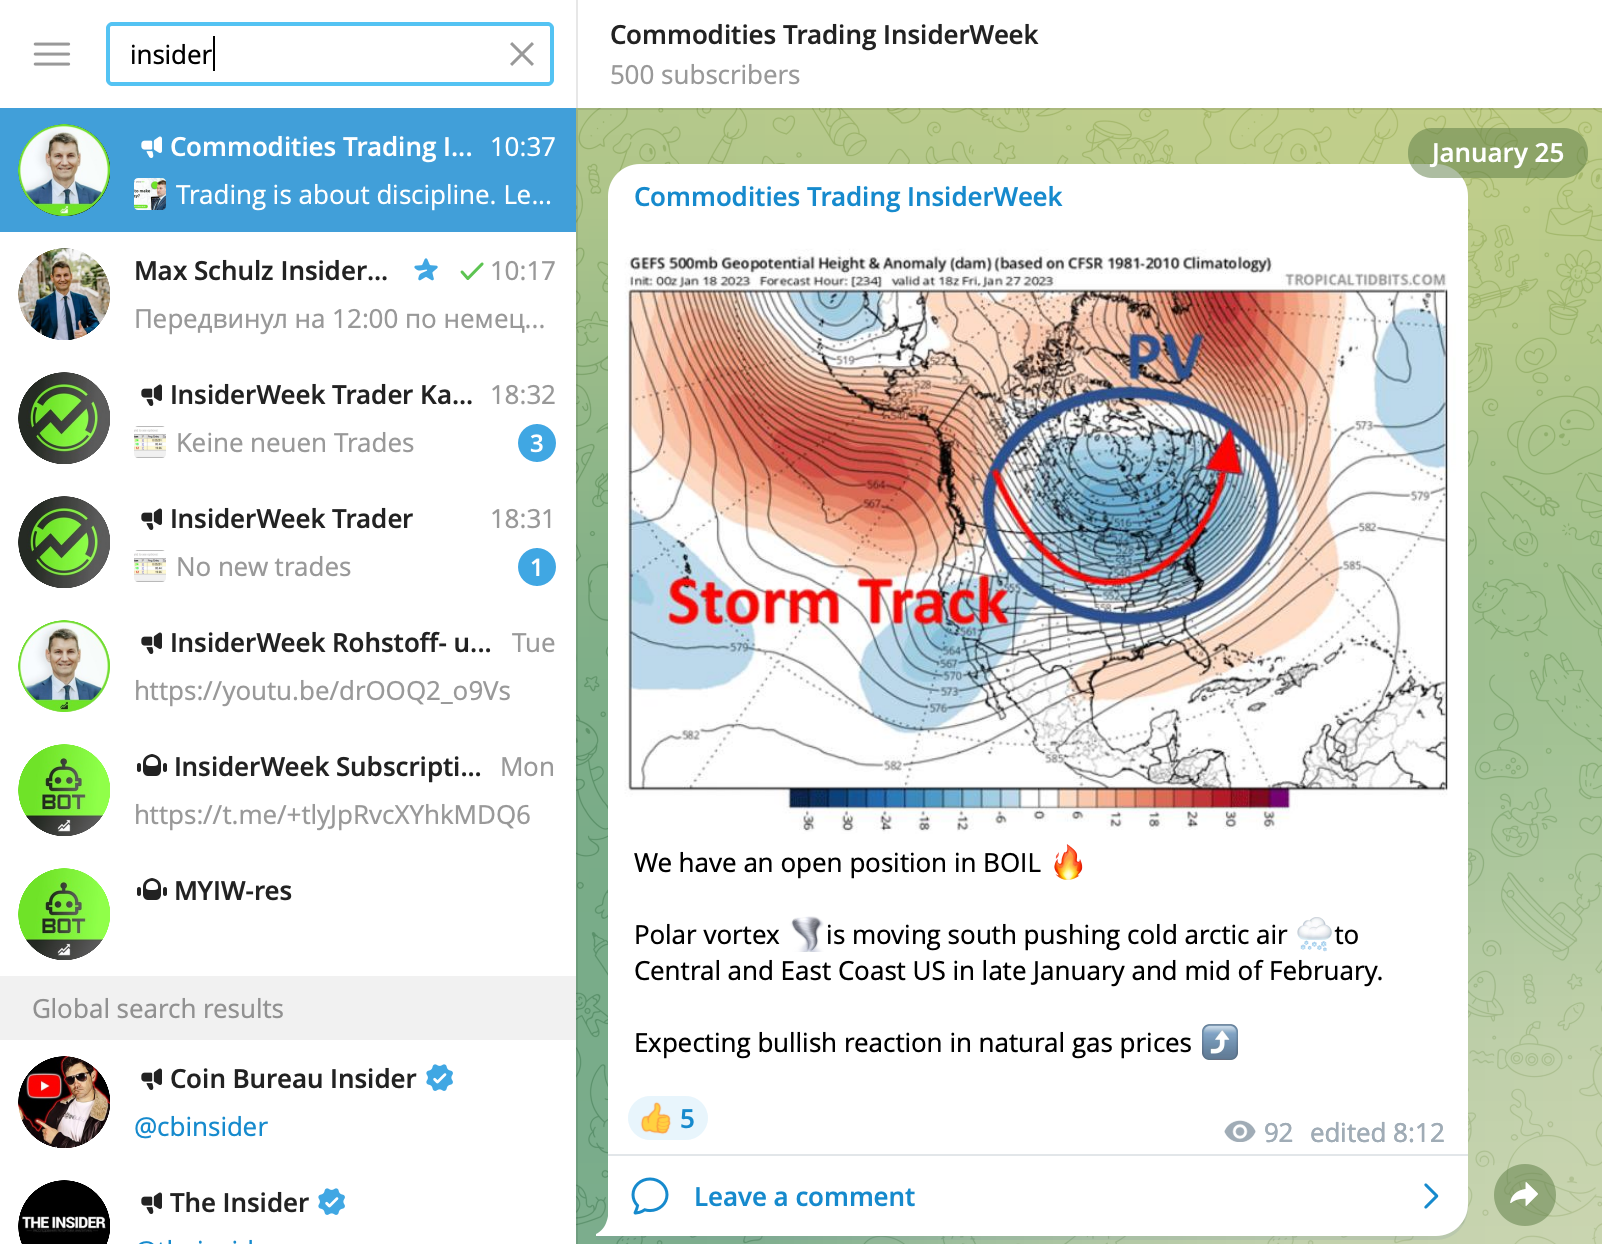 insider
Commodities Trading I... 10:37
Trading is about discipline. Le...
Max Schulz Insider... 10:17
Передвинул на 12:00 по немец...
InsiderWeek Trader Ka... 18:32
Keine neuen Trades 3
InsiderWeek Trader 18:31
No new trades 1
InsiderWeek Rohstoff- u... Tue
https://youtu.be/drOOQ2_o9Vs
BOT
InsiderWeek Subscripti... Mon
https://t.me/+tlyJpRvcXYhkMDQ6
BOT
MYIW-res
Global search results
Coin Bureau Insider
@cbinsider
THE INSIDER
The Insider
Commodities Trading InsiderWeek
500 subscribers
January 25
Commodities Trading InsiderWeek
GEFS 500mb Geopotential Height & Anomaly (dam) (based on CFSR 1981-2010 Climatology)
Init: 00z Jan 18 2023 Forecast Hour: [234] valid at 18z Fri, Jan 27 2023 TROPICALTIDBITS.COM
PV
Storm Track
-36 -30 -24 -18 -12 -6 0 6 12 18 24 30 36
We have an open position in BOIL 🔥
Polar vortex 🌪is moving south pushing cold arctic air 🌨to
Central and East Coast US in late January and mid of February.
Expecting bullish reaction in natural gas prices ⤴️
👍 5
92 edited 8:12
Leave a comment